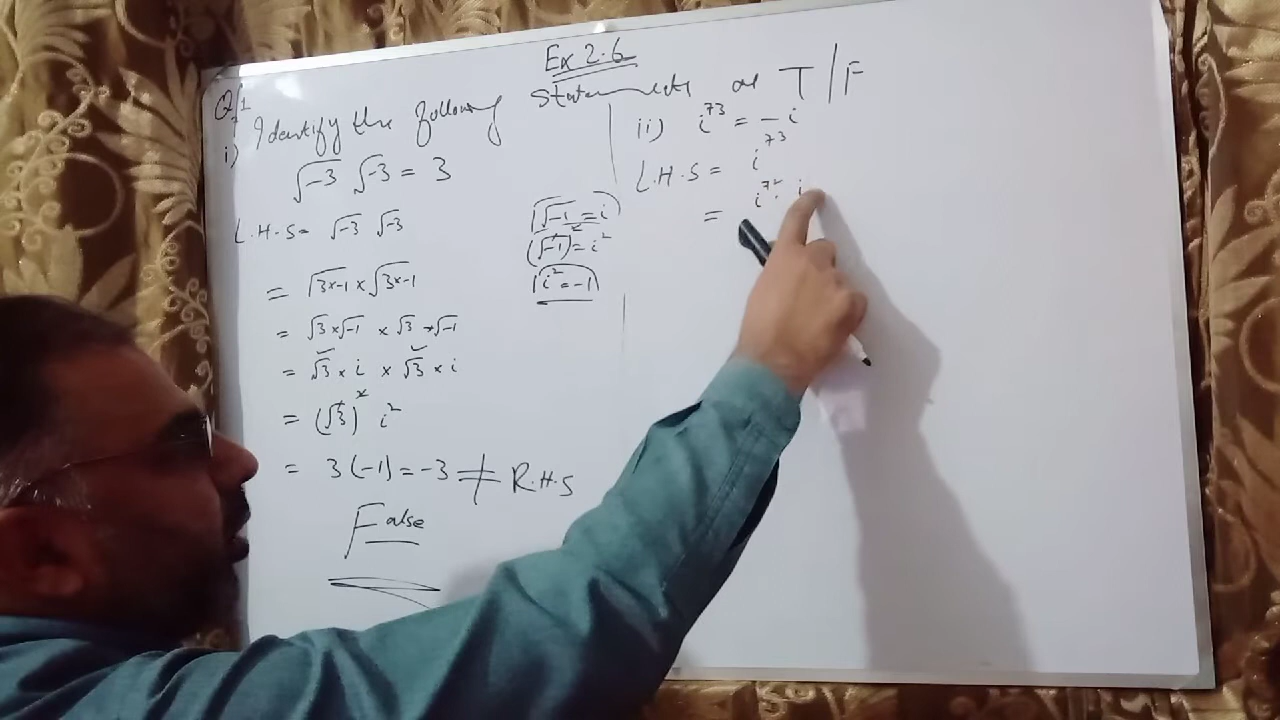 Ex 2.6
Q1 Identify the following statements as T/F
i) √-3 √-3 = 3
L.H.S = √-3 √-3
= √3x-1 x √3x-1
= √3 x √-1 x √3 x √-1
= √3 x i x √3 x i
= (√3)² i²
= 3(-1) = -3 ≠ R.H.S
False
√-1 = i
(√-1)² = i²
i² = -1
ii) i⁷³ = -i
L.H.S = i⁷³
= i⁷² · i